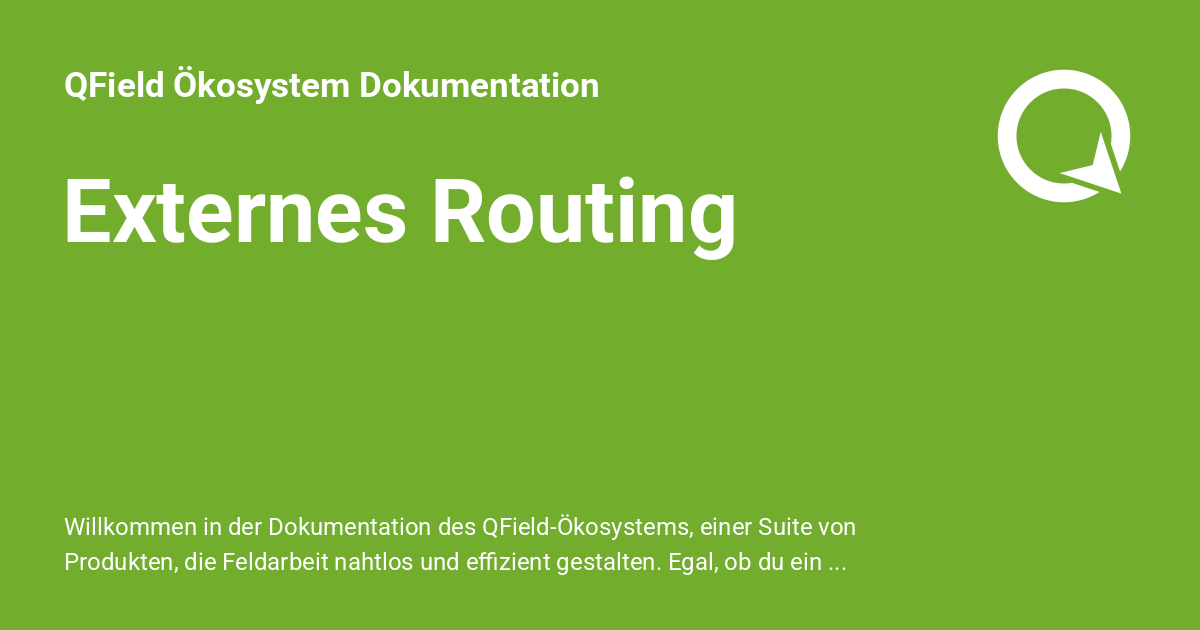 QField Ökosystem Dokumentation
Externes Routing
Willkommen in der Dokumentation des QField-Ökosystems, einer Suite von
Produkten, die Feldarbeit nahtlos und effizient gestalten. Egal, ob du ein ...